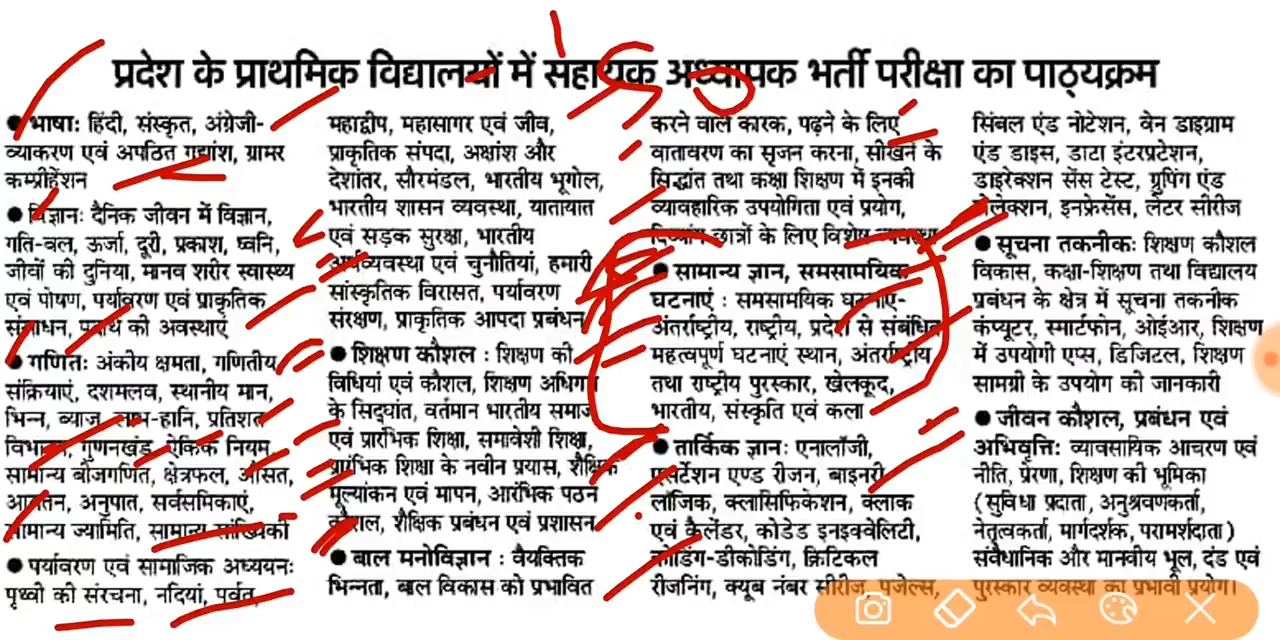 प्रदेश के प्राथमिक विद्यालयों में सहायक अध्यापक भर्ती परीक्षा का पाठ्यक्रम
● भाषा: हिंदी, संस्कृत, अंग्रेजी-
व्याकरण एवं अपठित गद्यांश, ग्रामर
कम्प्रीहेंशन
● विज्ञान: दैनिक जीवन में विज्ञान,
गति-बल, ऊर्जा, दूरी, प्रकाश, ध्वनि,
जीवों की दुनिया, मानव शरीर स्वास्थ्य
एवं पोषण, पर्यावरण एवं प्राकृतिक
संसाधन, पदार्थ की अवस्थाएं
● गणित: अंकीय क्षमता, गणितीय
संक्रियाएं, दशमलव, स्थानीय मान,
भिन्न, ब्याज, लाभ-हानि, प्रतिशत
विभाज्य, गुणनखंड, ऐकिक नियम,
सामान्य बीजगणित, क्षेत्रफल, औसत,
आयतन, अनुपात, सर्वसमिकाएं,
सामान्य ज्यामिति, सामान्य सांख्यिकी
● पर्यावरण एवं सामाजिक अध्ययन:
पृथ्वी की संरचना, नदियां, पर्वत,
महाद्वीप, महासागर एवं जीव,
प्राकृतिक संपदा, अक्षांश और
देशांतर, सौरमंडल, भारतीय भूगोल,
भारतीय शासन व्यवस्था, यातायात
एवं सड़क सुरक्षा, भारतीय
अर्थव्यवस्था एवं चुनौतियां, हमारी
सांस्कृतिक विरासत, पर्यावरण
संरक्षण, प्राकृतिक आपदा प्रबंधन
● शिक्षण कौशल : शिक्षण की
विधियां एवं कौशल, शिक्षण अधिगम
के सिद्घांत, वर्तमान भारतीय समाज
एवं प्रारंभिक शिक्षा, समावेशी शिक्षा,
प्रारंभिक शिक्षा के नवीन प्रयास, शैक्षिक
मूल्यांकन एवं मापन, आरंभिक पठन
कौशल, शैक्षिक प्रबंधन एवं प्रशासन
● बाल मनोविज्ञान : वैयक्तिक
भिन्नता, बाल विकास को प्रभावित
करने वाले कारक, पढ़ने के लिए
वातावरण का सृजन करना, सीखने के
सिद्धांत तथा कक्षा शिक्षण में इनकी
व्यावहारिक उपयोगिता एवं प्रयोग,
दिव्यांग छात्रों के लिए विशेष व्यवस्था
● सामान्य ज्ञान, समसामयिक
घटनाएं : समसामयिक घटनाएं-
अंतर्राष्ट्रीय, राष्ट्रीय, प्रदेश से संबंधित
महत्वपूर्ण घटनाएं स्थान, अंतर्राष्ट्रीय
तथा राष्ट्रीय पुरस्कार, खेलकूद,
भारतीय, संस्कृति एवं कला
● तार्किक ज्ञान: एनालॉजी,
एसर्टेशन एण्ड रीजन, बाइनरी
लॉजिक, क्लासिफिकेशन, क्लाक
एवं कैलेंडर, कोडेड इनइक्वेलिटी,
कोडिंग-डीकोडिंग, क्रिटिकल
रीजनिंग, क्यूब नंबर सीरीज, पजेल्स,
सिंबल एंड नोटेशन, वेन डाइग्राम
एंड डाइस, डाटा इंटरप्रटेशन,
डाइरेक्शन सेंस टेस्ट, ग्रुपिंग एंड
सेलेक्शन, इनफ्रेसेंस, लेटर सीरीज
● सूचना तकनीक: शिक्षण कौशल
विकास, कक्षा-शिक्षण तथा विद्यालय
प्रबंधन के क्षेत्र में सूचना तकनीक
कंप्यूटर, स्मार्टफोन, ओईआर, शिक्षण
में उपयोगी एप्स, डिजिटल, शिक्षण
सामग्री के उपयोग की जानकारी
● जीवन कौशल, प्रबंधन एवं
अभिवृत्ति: व्यावसायिक आचरण एवं
नीति, प्रेरणा, शिक्षण की भूमिका
(सुविधा प्रदाता, अनुश्रवणकर्ता,
नेतृत्वकर्ता, मार्गदर्शक, परामर्शदाता)
संवैधानिक और मानवीय भूल, दंड एवं
पुरस्कार व्यवस्था का प्रभावी प्रयोग।